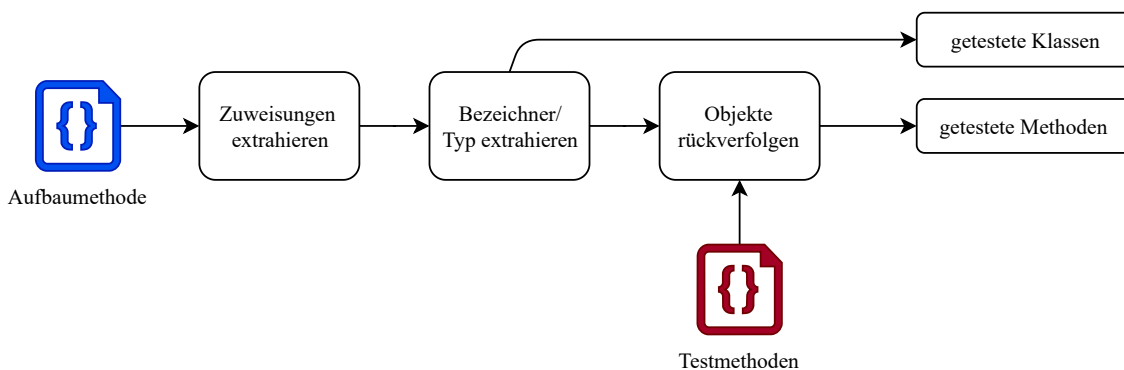 getestete Klassen
Zuweisungen
extrahieren
Bezeichner/
Typ extrahieren
Objekte
rückverfolgen
getestete Methoden
{}
Aufbaumethode
{}
Testmethoden